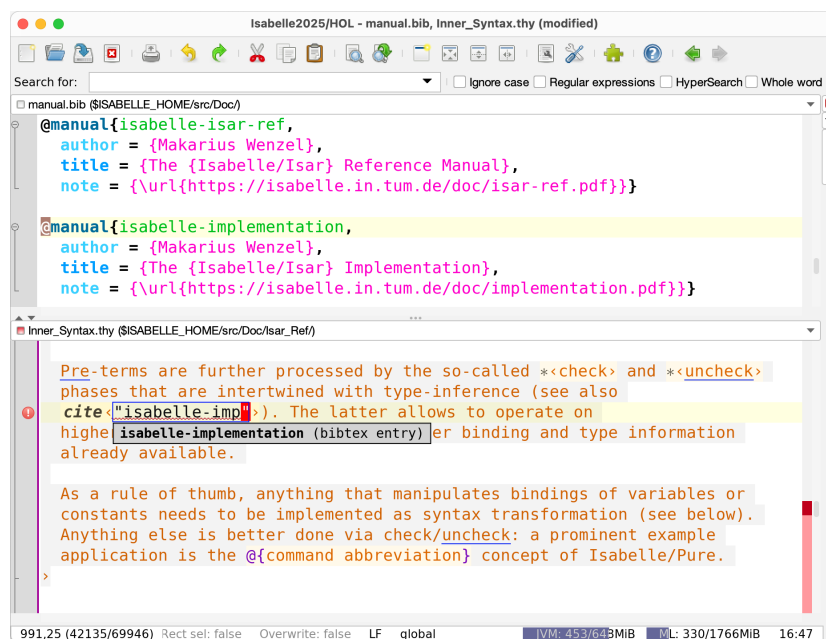 Isabelle2025/HOL - manual.bib, Inner_Syntax.thy (modified)
Search for:
Ignore case
Regular expressions
HyperSearch
Whole word
manual.bib ($ISABELLE_HOME/src/Doc/)
@manual{isabelle-isar-ref,
author = {Makarius Wenzel},
title = {The {Isabelle/Isar} Reference Manual},
note = {\url{https://isabelle.in.tum.de/doc/isar-ref.pdf}}}
@manual{isabelle-implementation,
author = {Makarius Wenzel},
title = {The {Isabelle/Isar} Implementation},
note = {\url{https://isabelle.in.tum.de/doc/implementation.pdf}}}
Inner_Syntax.thy ($ISABELLE_HOME/src/Doc/Isar_Ref/)
Pre-terms are further processed by the so-called *‹check› and *‹uncheck›
phases that are intertwined with type-inference (see also
cite‹"isabelle-imp"›). The latter allows to operate on
higher
isabelle-implementation (bibtex entry)
er binding and type information
already available.
As a rule of thumb, anything that manipulates bindings of variables or
constants needs to be implemented as syntax transformation (see below).
Anything else is better done via check/uncheck: a prominent example
application is the @{command abbreviation} concept of Isabelle/Pure.
›
991,25 (42135/69946) Rect sel: false Overwrite: false LF global JVM: 453/643MiB ML: 330/1766MiB 16:47